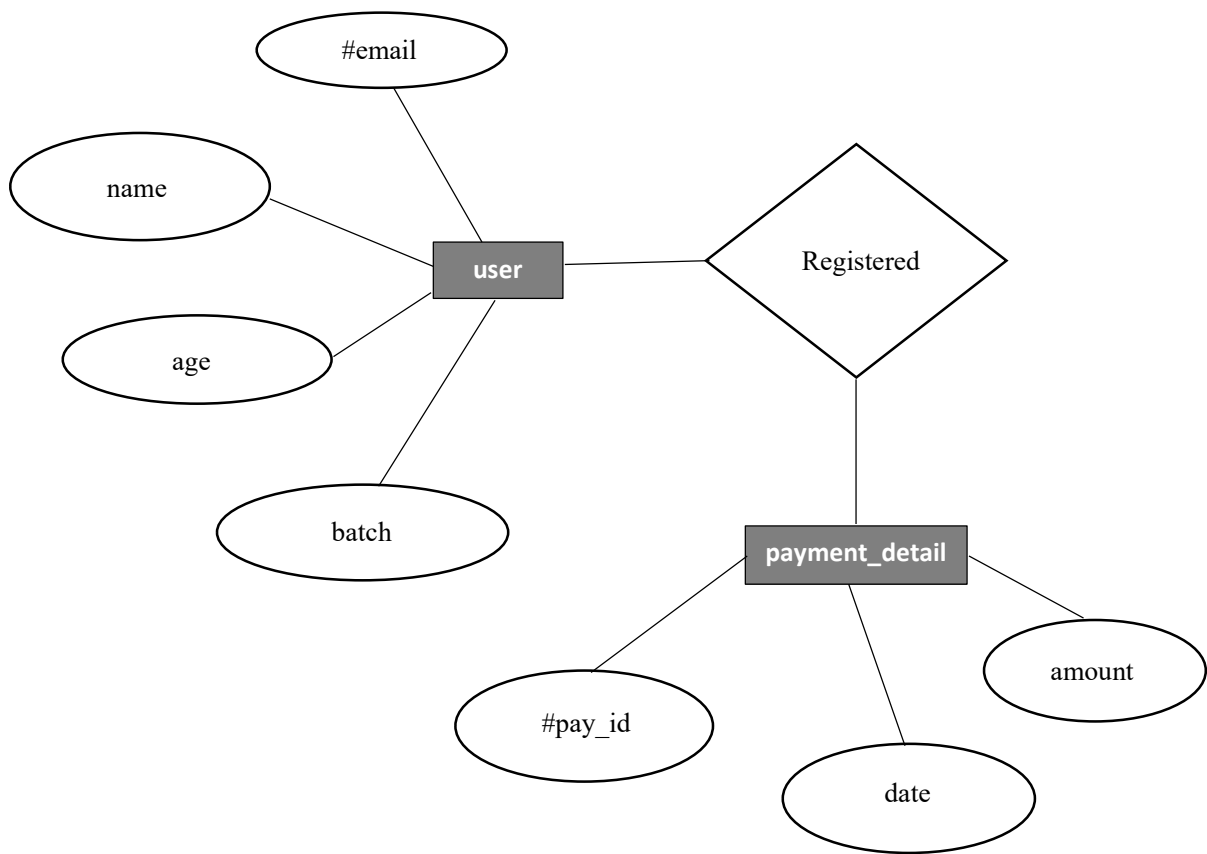 #email
name
user
Registered
age
batch
payment_detail
amount
#pay_id
date